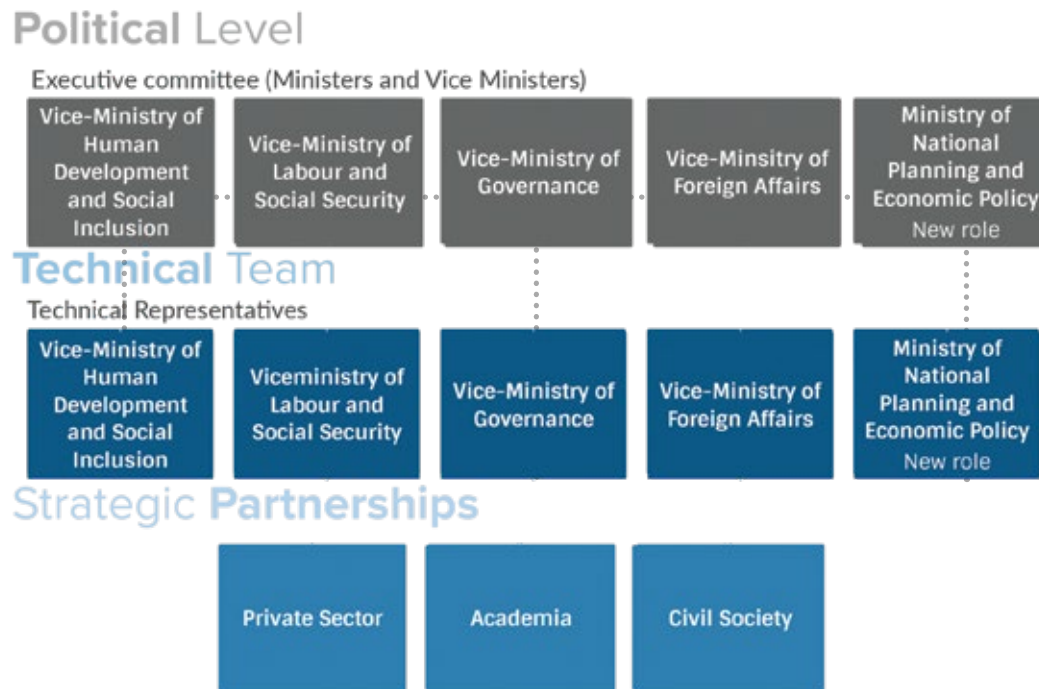 Political Level
Executive committee (Ministers and Vice Ministers)
Vice-Ministry of
Human
Development
and Social
Inclusion
Vice-Ministry of
Labour and
Social Security
Vice-Ministry of
Governance
Vice-Minsitry of
Foreign Affairs
Ministry of
National
Planning and
Economic Policy
New role
Technical Team
Technical Representatives
Vice-Ministry of
Human
Development
and Social
Inclusion
Viceministry of
Labour and
Social Security
Vice-Ministry of
Governance
Vice-Ministry of
Foreign Affairs
Ministry of
National
Planning and
Economic Policy
New role
Strategic Partnerships
Private Sector
Academia
Civil Society